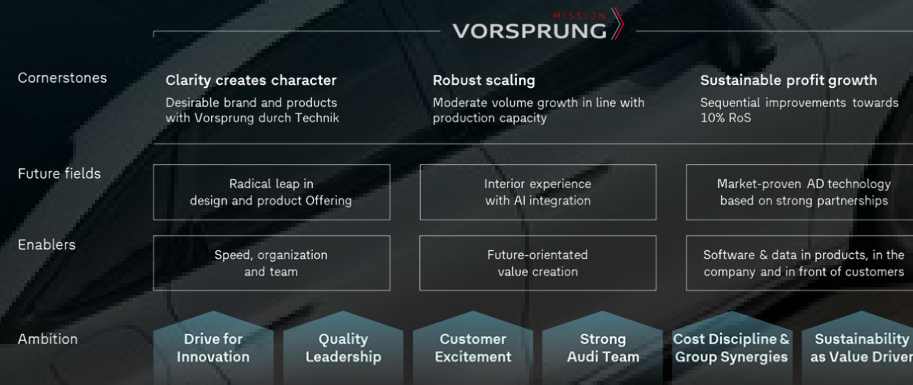 MISSION
VORSPRUNG
Cornerstones
Clarity creates character
Desirable brand and products
with Vorsprung durch Technik
Robust scaling
Moderate volume growth in line with
production capacity
Sustainable profit growth
Sequential improvements towards
10% RoS
Future fields
Radical leap in
design and product Offering
Interior experience
with AI integration
Market-proven AD technology
based on strong partnerships
Enablers
Speed, organization
and team
Future-orientated
value creation
Software & data in products, in the
company and in front of customers
Ambition
Drive for
Innovation
Quality
Leadership
Customer
Excitement
Strong
Audi Team
Cost Discipline &
Group Synergies
Sustainability
as Value Driver